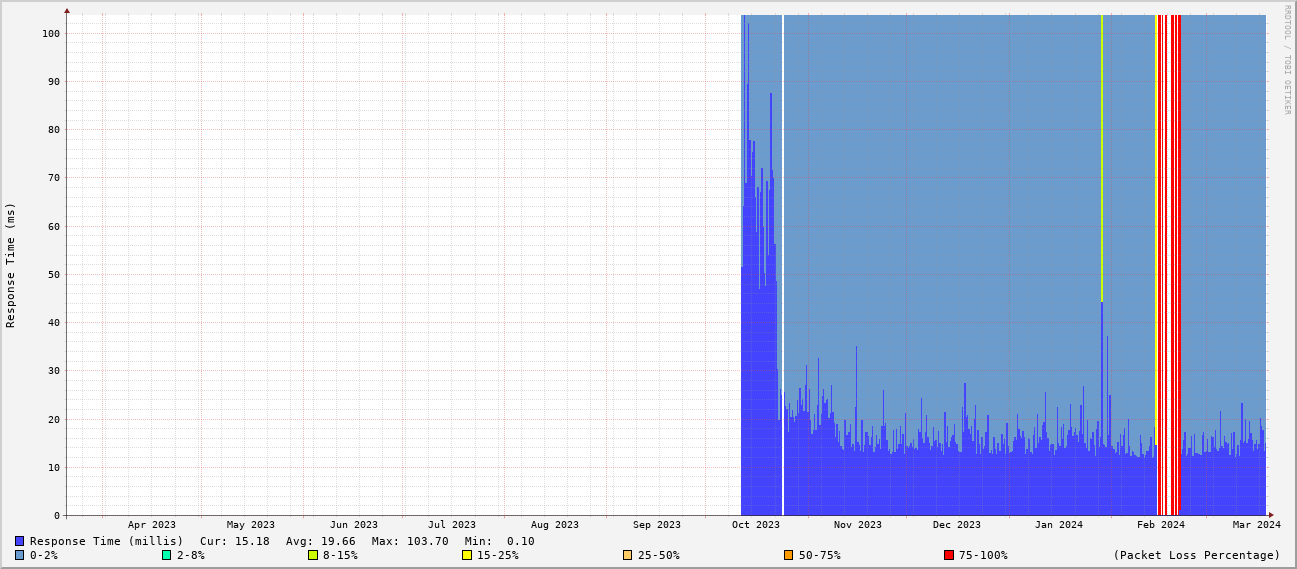 RRDTOOL / TOBI OETIKER
Response Time (ms)
100
90
80
70
60
50
40
30
20
10
0
Apr 2023 May 2023 Jun 2023 Jul 2023 Aug 2023 Sep 2023 Oct 2023 Nov 2023 Dec 2023 Jan 2024 Feb 2024 Mar 2024
Response Time (millis) Cur: 15.18 Avg: 19.66 Max: 103.70 Min: 0.10
0-2% 2-8% 8-15% 15-25% 25-50% 50-75% 75-100% (Packet Loss Percentage)